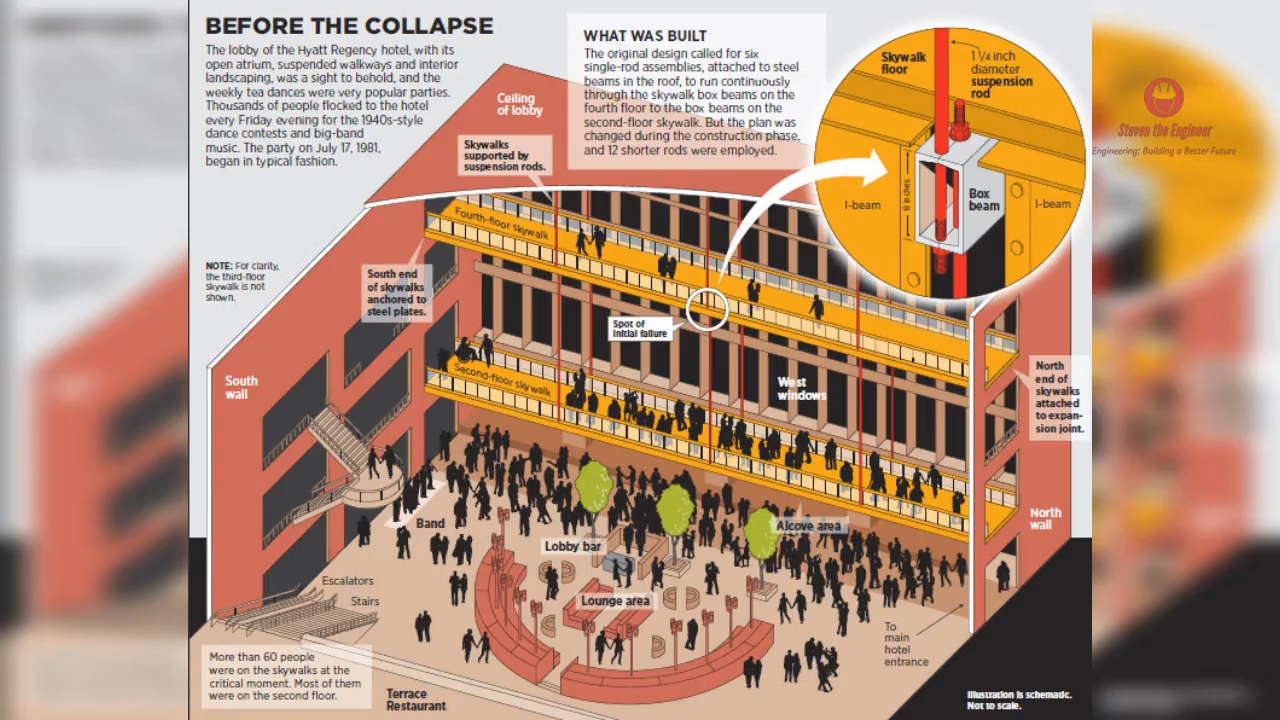 BEFORE THE COLLAPSE
The lobby of the Hyatt Regency hotel, with its
open atrium, suspended walkways and interior
landscaping, was a sight to behold, and the
weekly tea dances were very popular parties.
Thousands of people flocked to the hotel
every Friday evening for the 1940s-style
dance contests and big-band
music. The party on July 17, 1981,
began in typical fashion.
WHAT WAS BUILT
The original design called for six
single-rod assemblies, attached to steel
beams in the roof, to run continuously
through the skywalk box beams on the
fourth floor to the box beams on the
second-floor skywalk. But the plan was
changed during the construction phase,
and 12 shorter rods were employed.
Skywalk
floor
1 1/4 inch
diameter
suspension
rod
I-beam
8 inches
Box
beam
I-beam
Steven the Engineer
Engineering: Building a Better Future
Ceiling
of lobby
Skywalks
supported by
suspension rods.
Fourth-floor skywalk
NOTE: For clarity,
the third-floor
skywalk is not
shown.
South end
of skywalks
anchored to
steel plates.
Spot of
initial failure
Second-floor skywalk
West
windows
South
wall
North
end of
skywalks
attached
to expan-
sion joint.
North
wall
Band
Alcove area
Lobby bar
Lounge area
Escalators
Stairs
To
main
hotel
entrance
More than 60 people
were on the skywalks at the
critical moment. Most of them
were on the second floor.
Terrace
Restaurant
Illustration is schematic.
Not to scale.